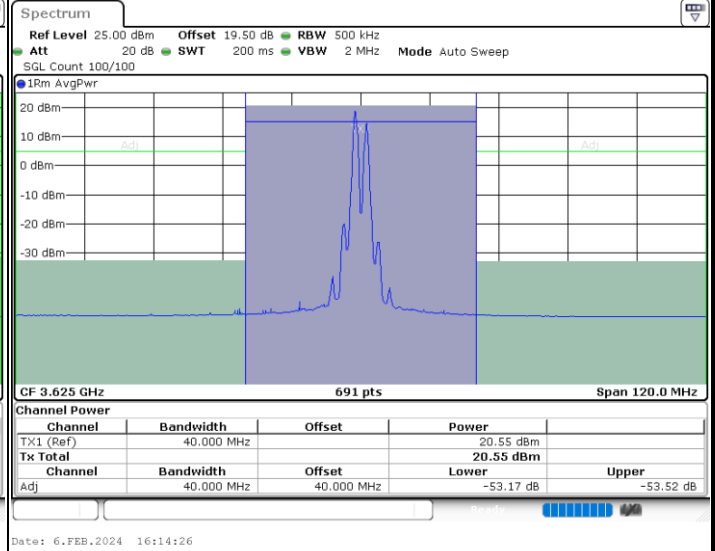 Spectrum
Ref Level 25.00 dBm Offset 19.50 dB RBW 500 kHz
Att 20 dB SWT 200 ms VBW 2 MHz Mode Auto Sweep
SGL Count 100/100
1Rm AvgPwr
20 dBm
10 dBm
Adj Adj
0 dBm
-10 dBm
-20 dBm
-30 dBm
CF 3.625 GHz 691 pts Span 120.0 MHz
Channel Power
Channel Bandwidth Offset Power
TX1 (Ref) 40.000 MHz 20.55 dBm
Tx Total 20.55 dBm
Channel Bandwidth Offset Lower Upper
Adj 40.000 MHz 40.000 MHz -53.17 dB -53.52 dB
Ready
Date: 6.FEB.2024 16:14:26